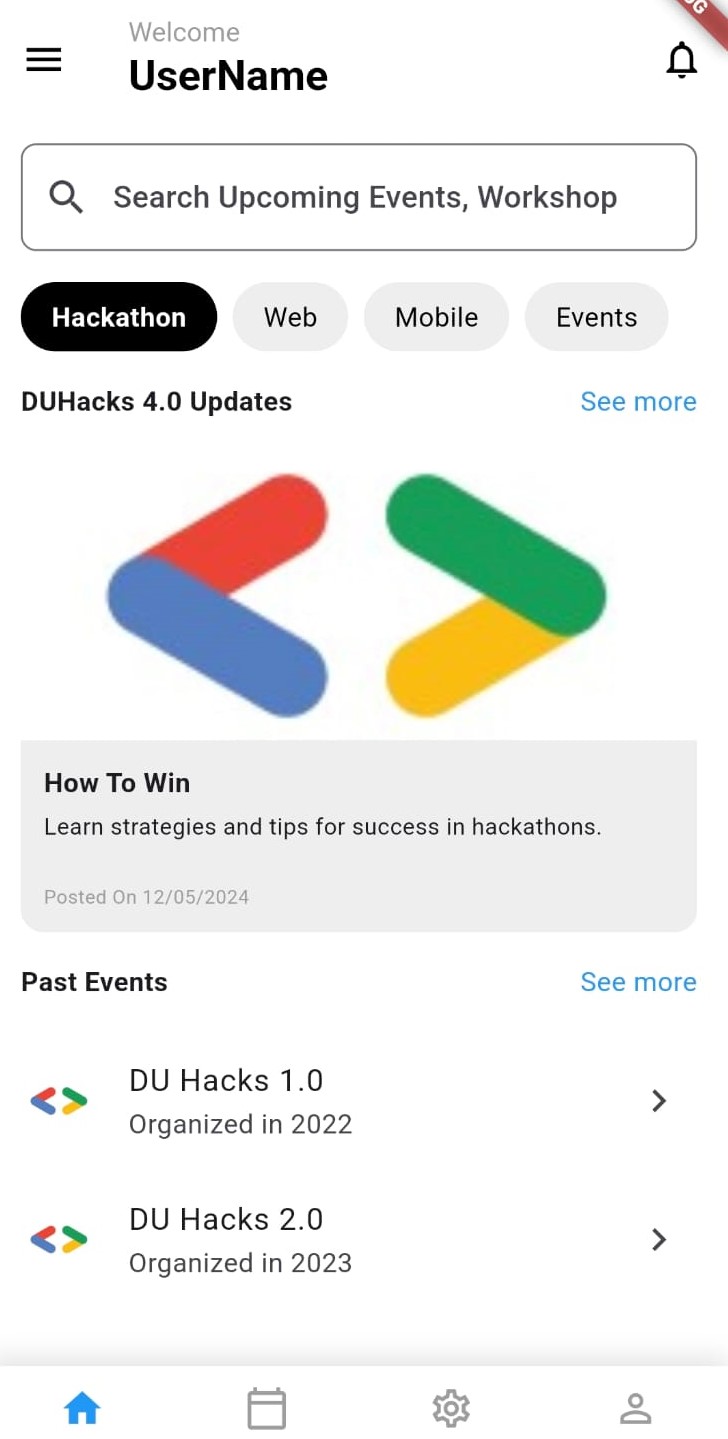 Welcome
UserName
Search Upcoming Events, Workshop
Hackathon
Web
Mobile
Events
DUHacks 4.0 Updates
See more
How To Win
Learn strategies and tips for success in hackathons.
Posted On 12/05/2024
Past Events
See more
DU Hacks 1.0
Organized in 2022
DU Hacks 2.0
Organized in 2023